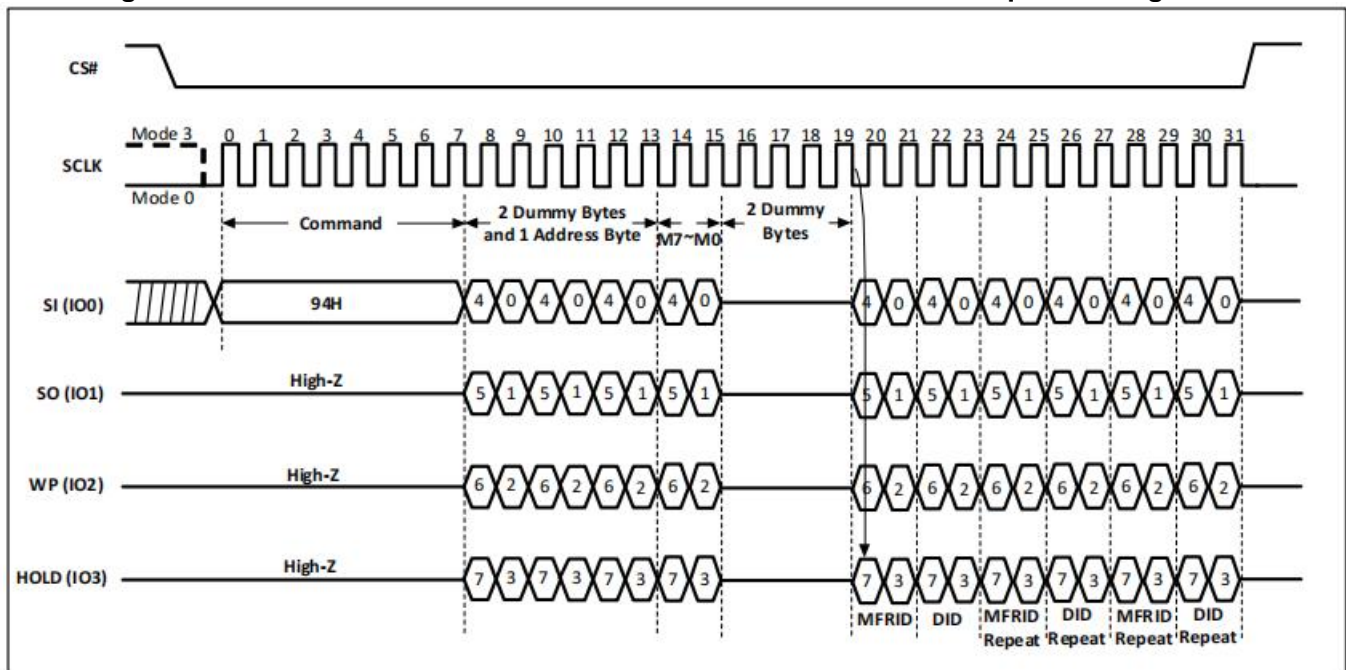 CS#
Mode 3
0 1 2 3 4 5 6 7 8 9 10 11 12 13 14 15 16 17 18 19 20 21 22 23 24 25 26 27 28 29 30 31
SCLK
Mode 0
Command
2 Dummy Bytes
and 1 Address Byte
M7~M0
2 Dummy
Bytes
SI (IO0)
94H
4 0 4 0 4 0 4 0 4 0 4 0 4 0 4 0 4 0 4 0
SO (IO1)
High-Z
5 1 5 1 5 1 5 1 5 1 5 1 5 1 5 1 5 1 5 1
WP (IO2)
High-Z
6 2 6 2 6 2 6 2 6 2 6 2 6 2 6 2 6 2 6 2
HOLD (IO3)
High-Z
7 3 7 3 7 3 7 3 7 3 7 3 7 3 7 3 7 3 7 3
MFRID DID MFRID DID MFRID DID
Repeat Repeat Repeat Repeat